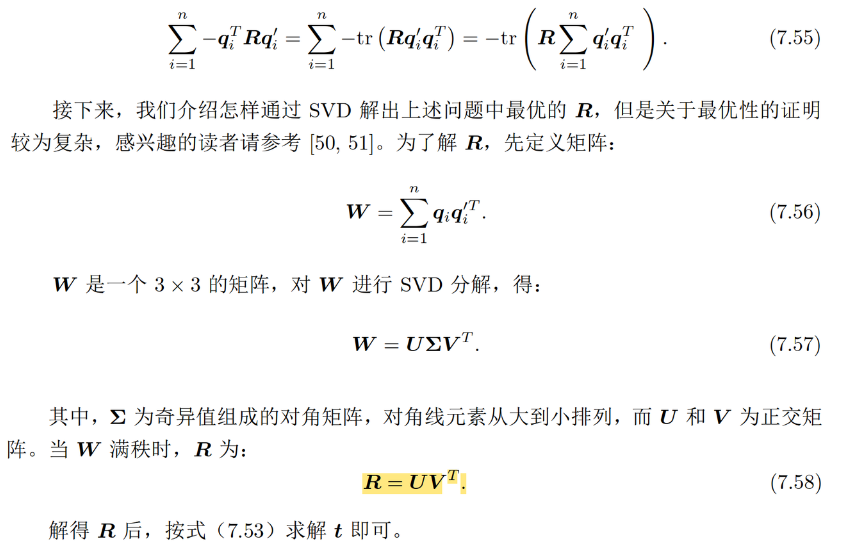 $$\sum_{i=1}^{n} -\boldsymbol{q}_i^T \boldsymbol{R} \boldsymbol{q}_i' = \sum_{i=1}^{n} -\mathrm{tr}\left(\boldsymbol{R} \boldsymbol{q}_i' \boldsymbol{q}_i^T\right) = -\mathrm{tr}\left(\boldsymbol{R} \sum_{i=1}^{n} \boldsymbol{q}_i' \boldsymbol{q}_i^T\right). \quad (7.55)$$
接下来，我们介绍怎样通过 SVD 解出上述问题中最优的 $\boldsymbol{R}$，但是关于最优性的证明
较为复杂，感兴趣的读者请参考 [50, 51]。为了解 $\boldsymbol{R}$，先定义矩阵：
$$\boldsymbol{W} = \sum_{i=1}^{n} \boldsymbol{q}_i \boldsymbol{q}_i'^T. \quad (7.56)$$
$\boldsymbol{W}$ 是一个 $3 \times 3$ 的矩阵，对 $\boldsymbol{W}$ 进行 SVD 分解，得：
$$\boldsymbol{W} = \boldsymbol{U} \boldsymbol{\Sigma} \boldsymbol{V}^T. \quad (7.57)$$
其中，$\boldsymbol{\Sigma}$ 为奇异值组成的对角矩阵，对角线元素从大到小排列，而 $\boldsymbol{U}$ 和 $\boldsymbol{V}$ 为正交矩
阵。当 $\boldsymbol{W}$ 满秩时，$\boldsymbol{R}$ 为：
$$\boldsymbol{R} = \boldsymbol{U} \boldsymbol{V}^T. \quad (7.58)$$
解得 $\boldsymbol{R}$ 后，按式（7.53）求解 $\boldsymbol{t}$ 即可。